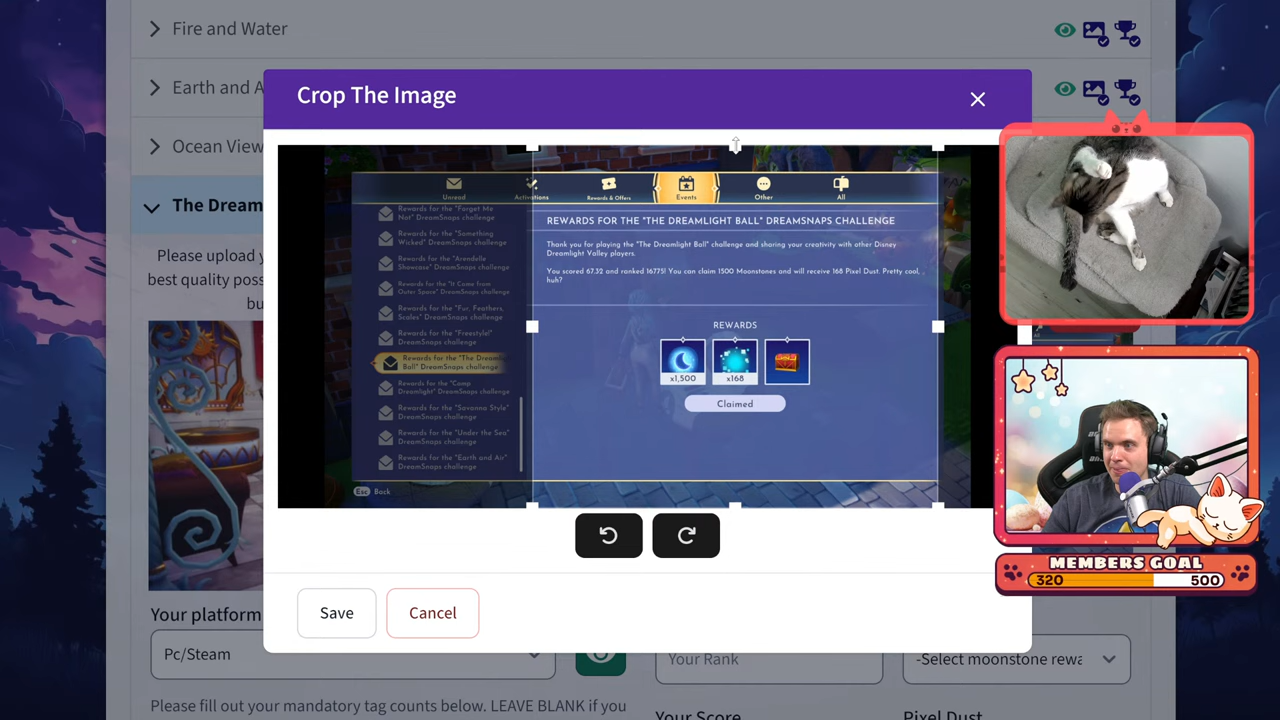 Fire and Water
Earth and A
Crop The Image
Ocean View
The Dream
Please upload y
best quality poss
bu
Unread
Activations
Rewards & Offers
Events
Other
All
Rewards for the "Forget Me
Not" DreamSnaps challenge
Rewards for the "Something
Wicked" DreamSnaps challenge
Rewards for the "Arendelle
Showcase" DreamSnaps challenge
Rewards for the "It Came from
Outer Space" DreamSnaps challenge
Rewards for the "Fur, Feathers,
Scales" DreamSnaps challenge
Rewards for the "Freestyle!"
DreamSnaps challenge
Rewards for the "The Dream
Ball" DreamSnaps challenge
Rewards for the "Camp
Dreamlight" DreamSnaps challenge
Rewards for the "Savanna Style"
DreamSnaps challenge
Rewards for the "Under the Sea"
DreamSnaps challenge
Rewards for the "Earth and Air"
DreamSnaps challenge
Esc Back
REWARDS FOR THE "THE DREAMLIGHT BALL" DREAMSNAPS CHALLENGE
Thank you for playing the "The Dreamlight Ball" challenge and sharing your creativity with other Disney
Dreamlight Valley players.
You scored 67.32 and ranked 16775! You can claim 1500 Moonstones and will receive 168 Pixel Dust. Pretty cool,
huh?
REWARDS
x1,500
x168
Claimed
Save
Cancel
MEMBERS GOAL
320
500
Your platform
Pc/Steam
Your Rank
-Select moonstone rewa
Please fill out your mandatory tag counts below. LEAVE BLANK if you
Your Score
Pixel Dust